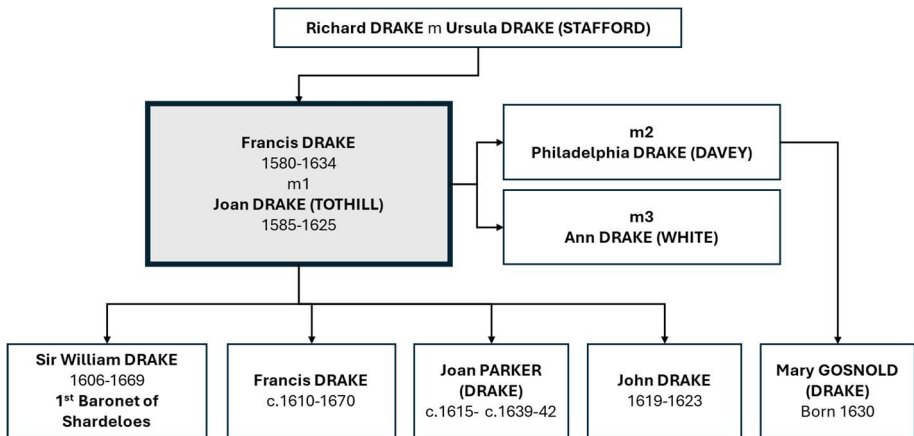 Richard DRAKE m Ursula DRAKE (STAFFORD)
Francis DRAKE
1580-1634
m1
Joan DRAKE (TOTHILL)
1585-1625
m2
Philadelphia DRAKE (DAVEY)
m3
Ann DRAKE (WHITE)
Sir William DRAKE
1606-1669
1st Baronet of
Shardeloes
Francis DRAKE
c.1610-1670
Joan PARKER
(DRAKE)
c.1615- c.1639-42
John DRAKE
1619-1623
Mary GOSNOLD
(DRAKE)
Born 1630